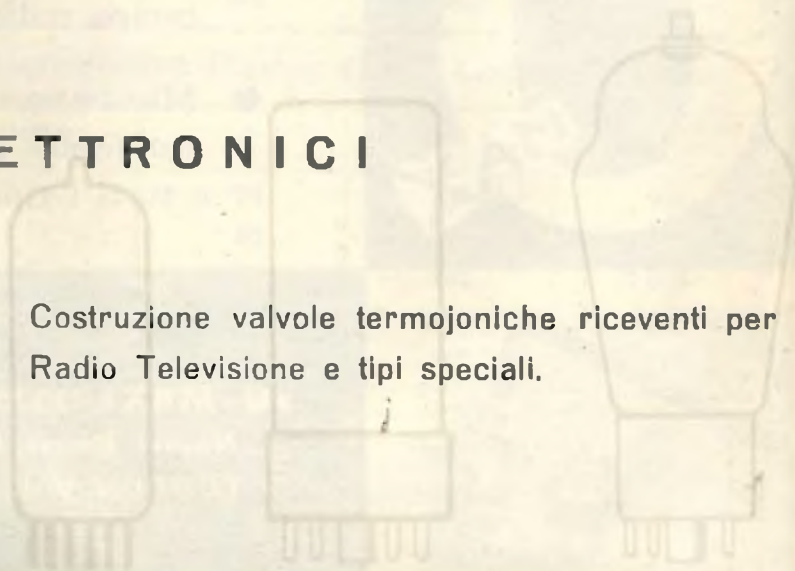 ETTRONICI
Costruzione valvole termojoniche riceventi per
Radio Televisione e tipi speciali.